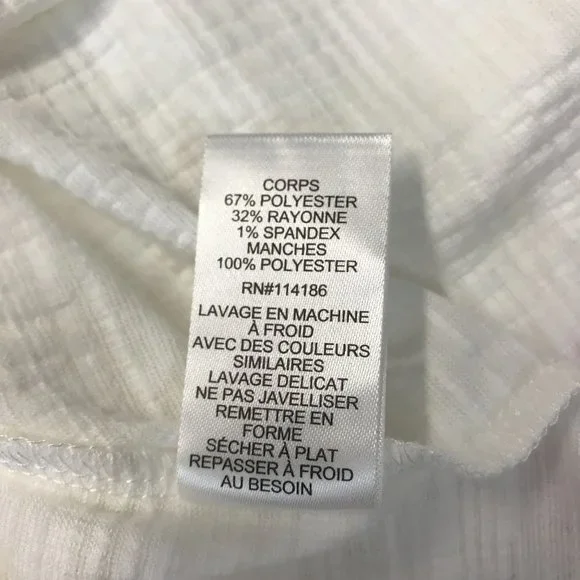 CORPS
67% POLYESTER
32% RAYONNE
1% SPANDEX
MANCHES
100% POLYESTER
RN#114186
LAVAGE EN MACHINE
À FROID
AVEC DES COULEURS
SIMILAIRES
LAVAGE DELICAT
NE PAS JAVELLISER
REMETTRE EN
FORME
SÉCHER À PLAT
REPASSER À FROID
AU BESOIN